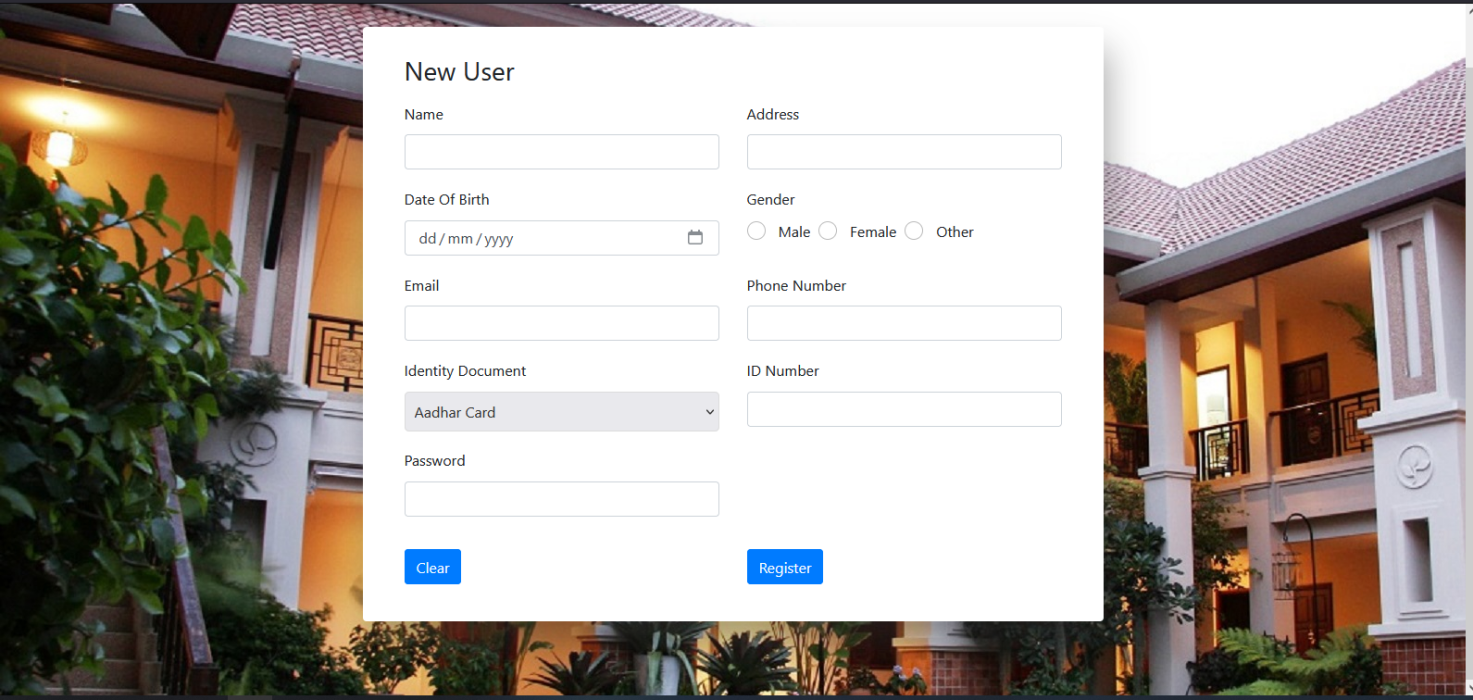 New User
Name Address
Date Of Birth Gender
dd / mm / yyyy Male Female Other
Email Phone Number
Identity Document ID Number
Aadhar Card
Password
Clear Register